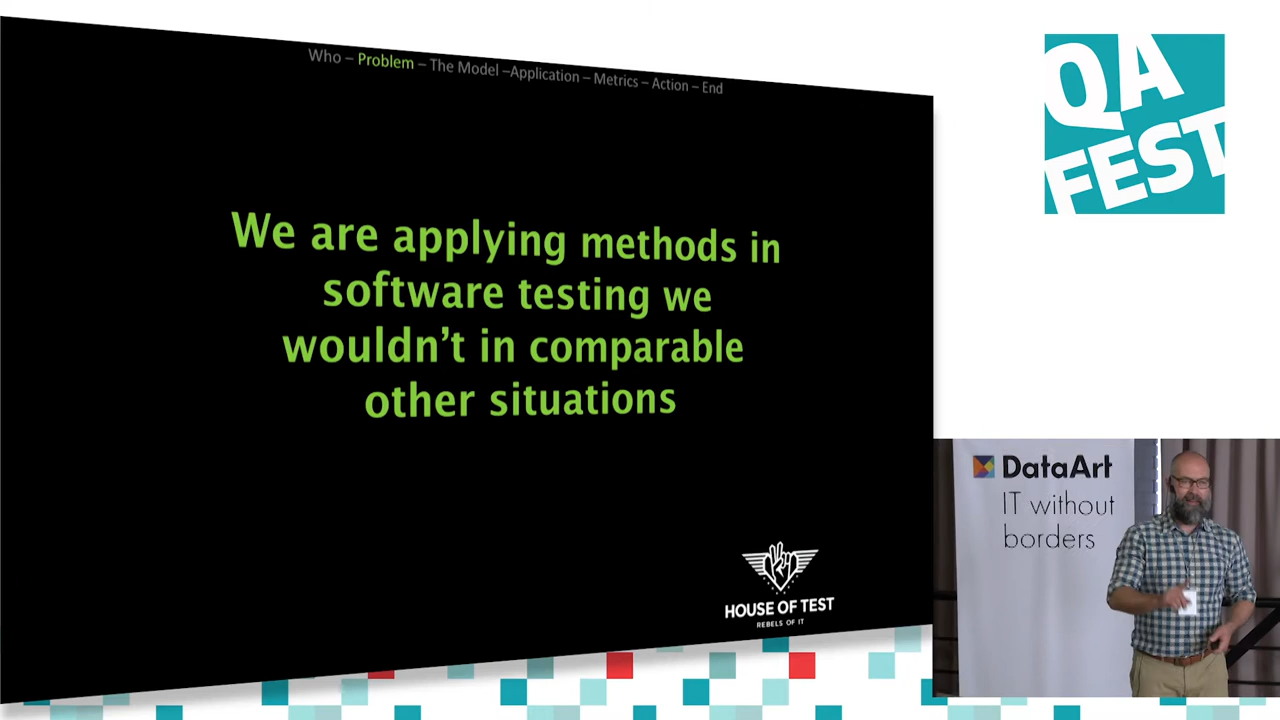 Who – Problem – The Model –Application – Metrics – Action – End
We are applying methods in
software testing we
wouldn't in comparable
other situations
HOUSE OF TEST
REBELS OF IT
QA
FEST
DataArt
IT without
borders